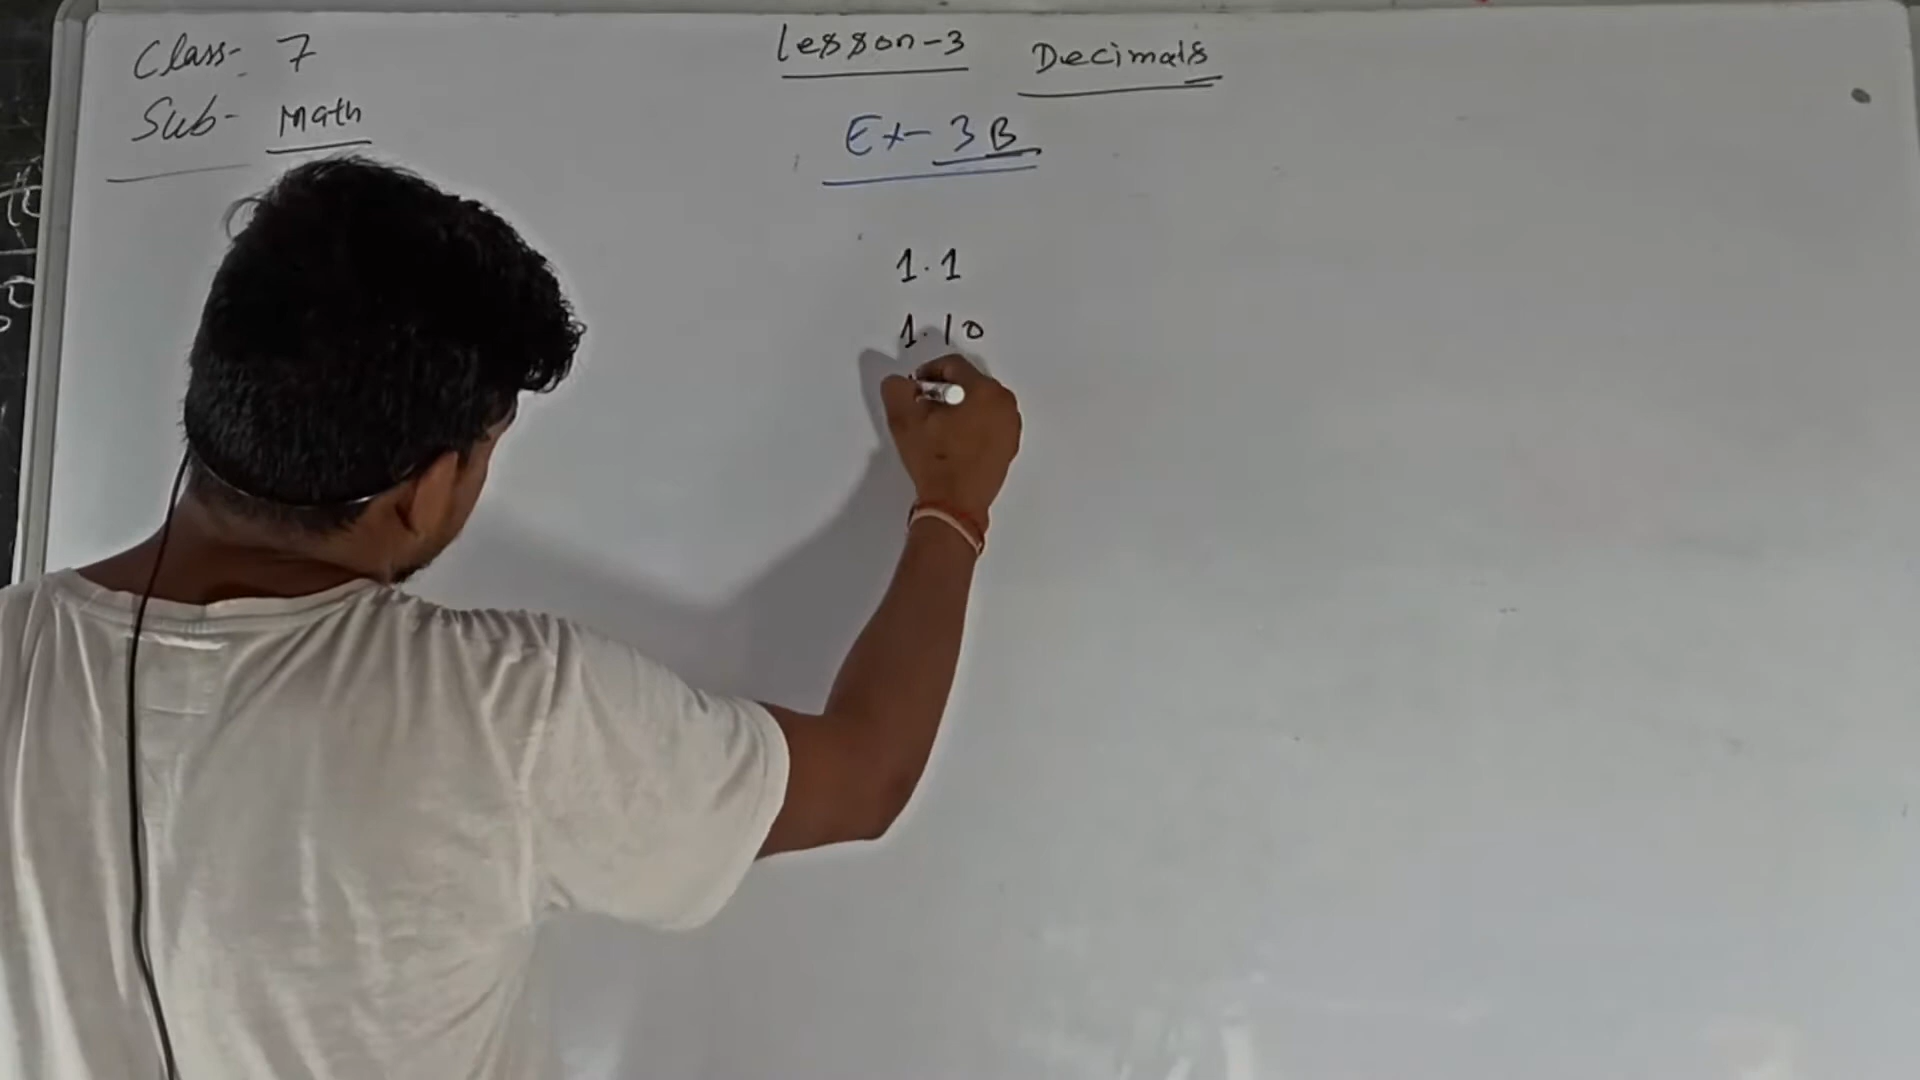 Class- 7
Sub- Math
Lesson-3 Decimals
Ex- 3B
1.1
1.10